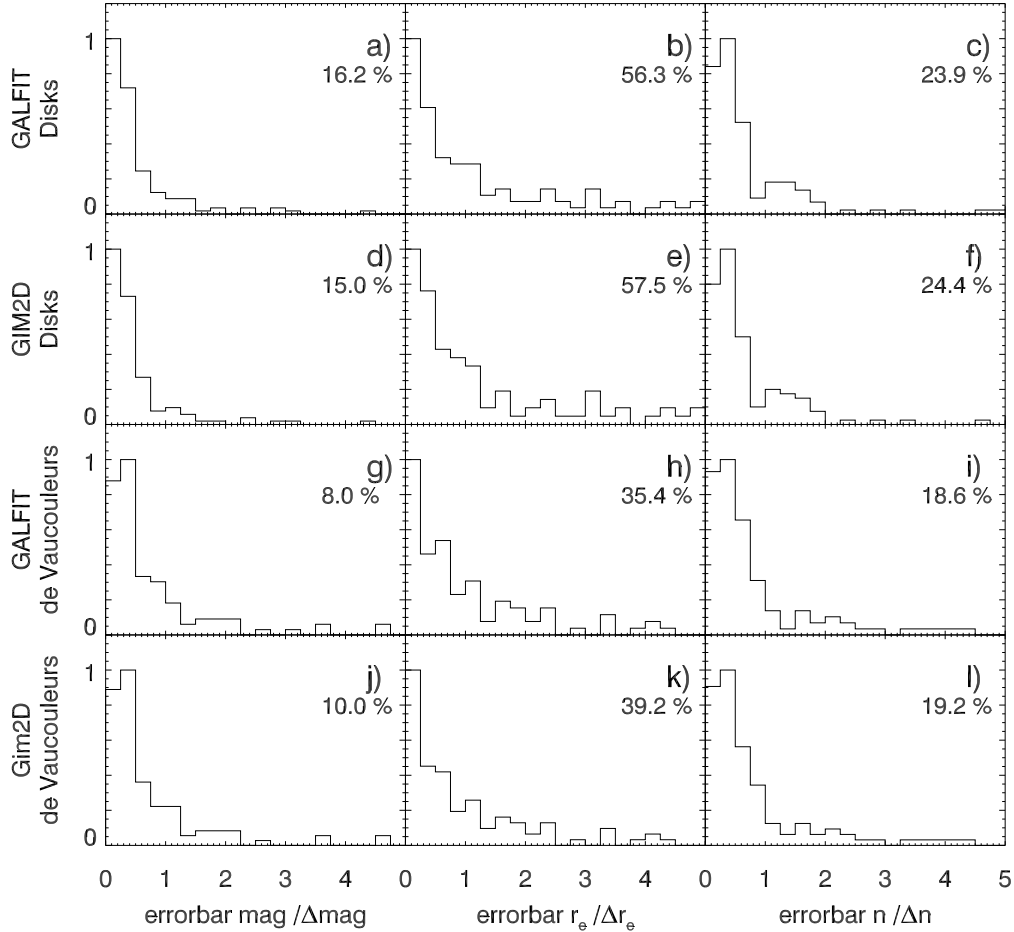 GALFIT
Disks
1
0
a)
16.2 %
b)
56.3 %
c)
23.9 %
GIM2D
Disks
1
0
d)
15.0 %
e)
57.5 %
f)
24.4 %
GALFIT
de Vaucouleurs
1
0
g)
8.0 %
h)
35.4 %
i)
18.6 %
Gim2D
de Vaucouleurs
1
0
j)
10.0 %
k)
39.2 %
l)
19.2 %
0 1 2 3 4 0 1 2 3 4 0 1 2 3 4 5
errorbar mag /Δmag
errorbar rₑ /Δrₑ
errorbar n /Δn